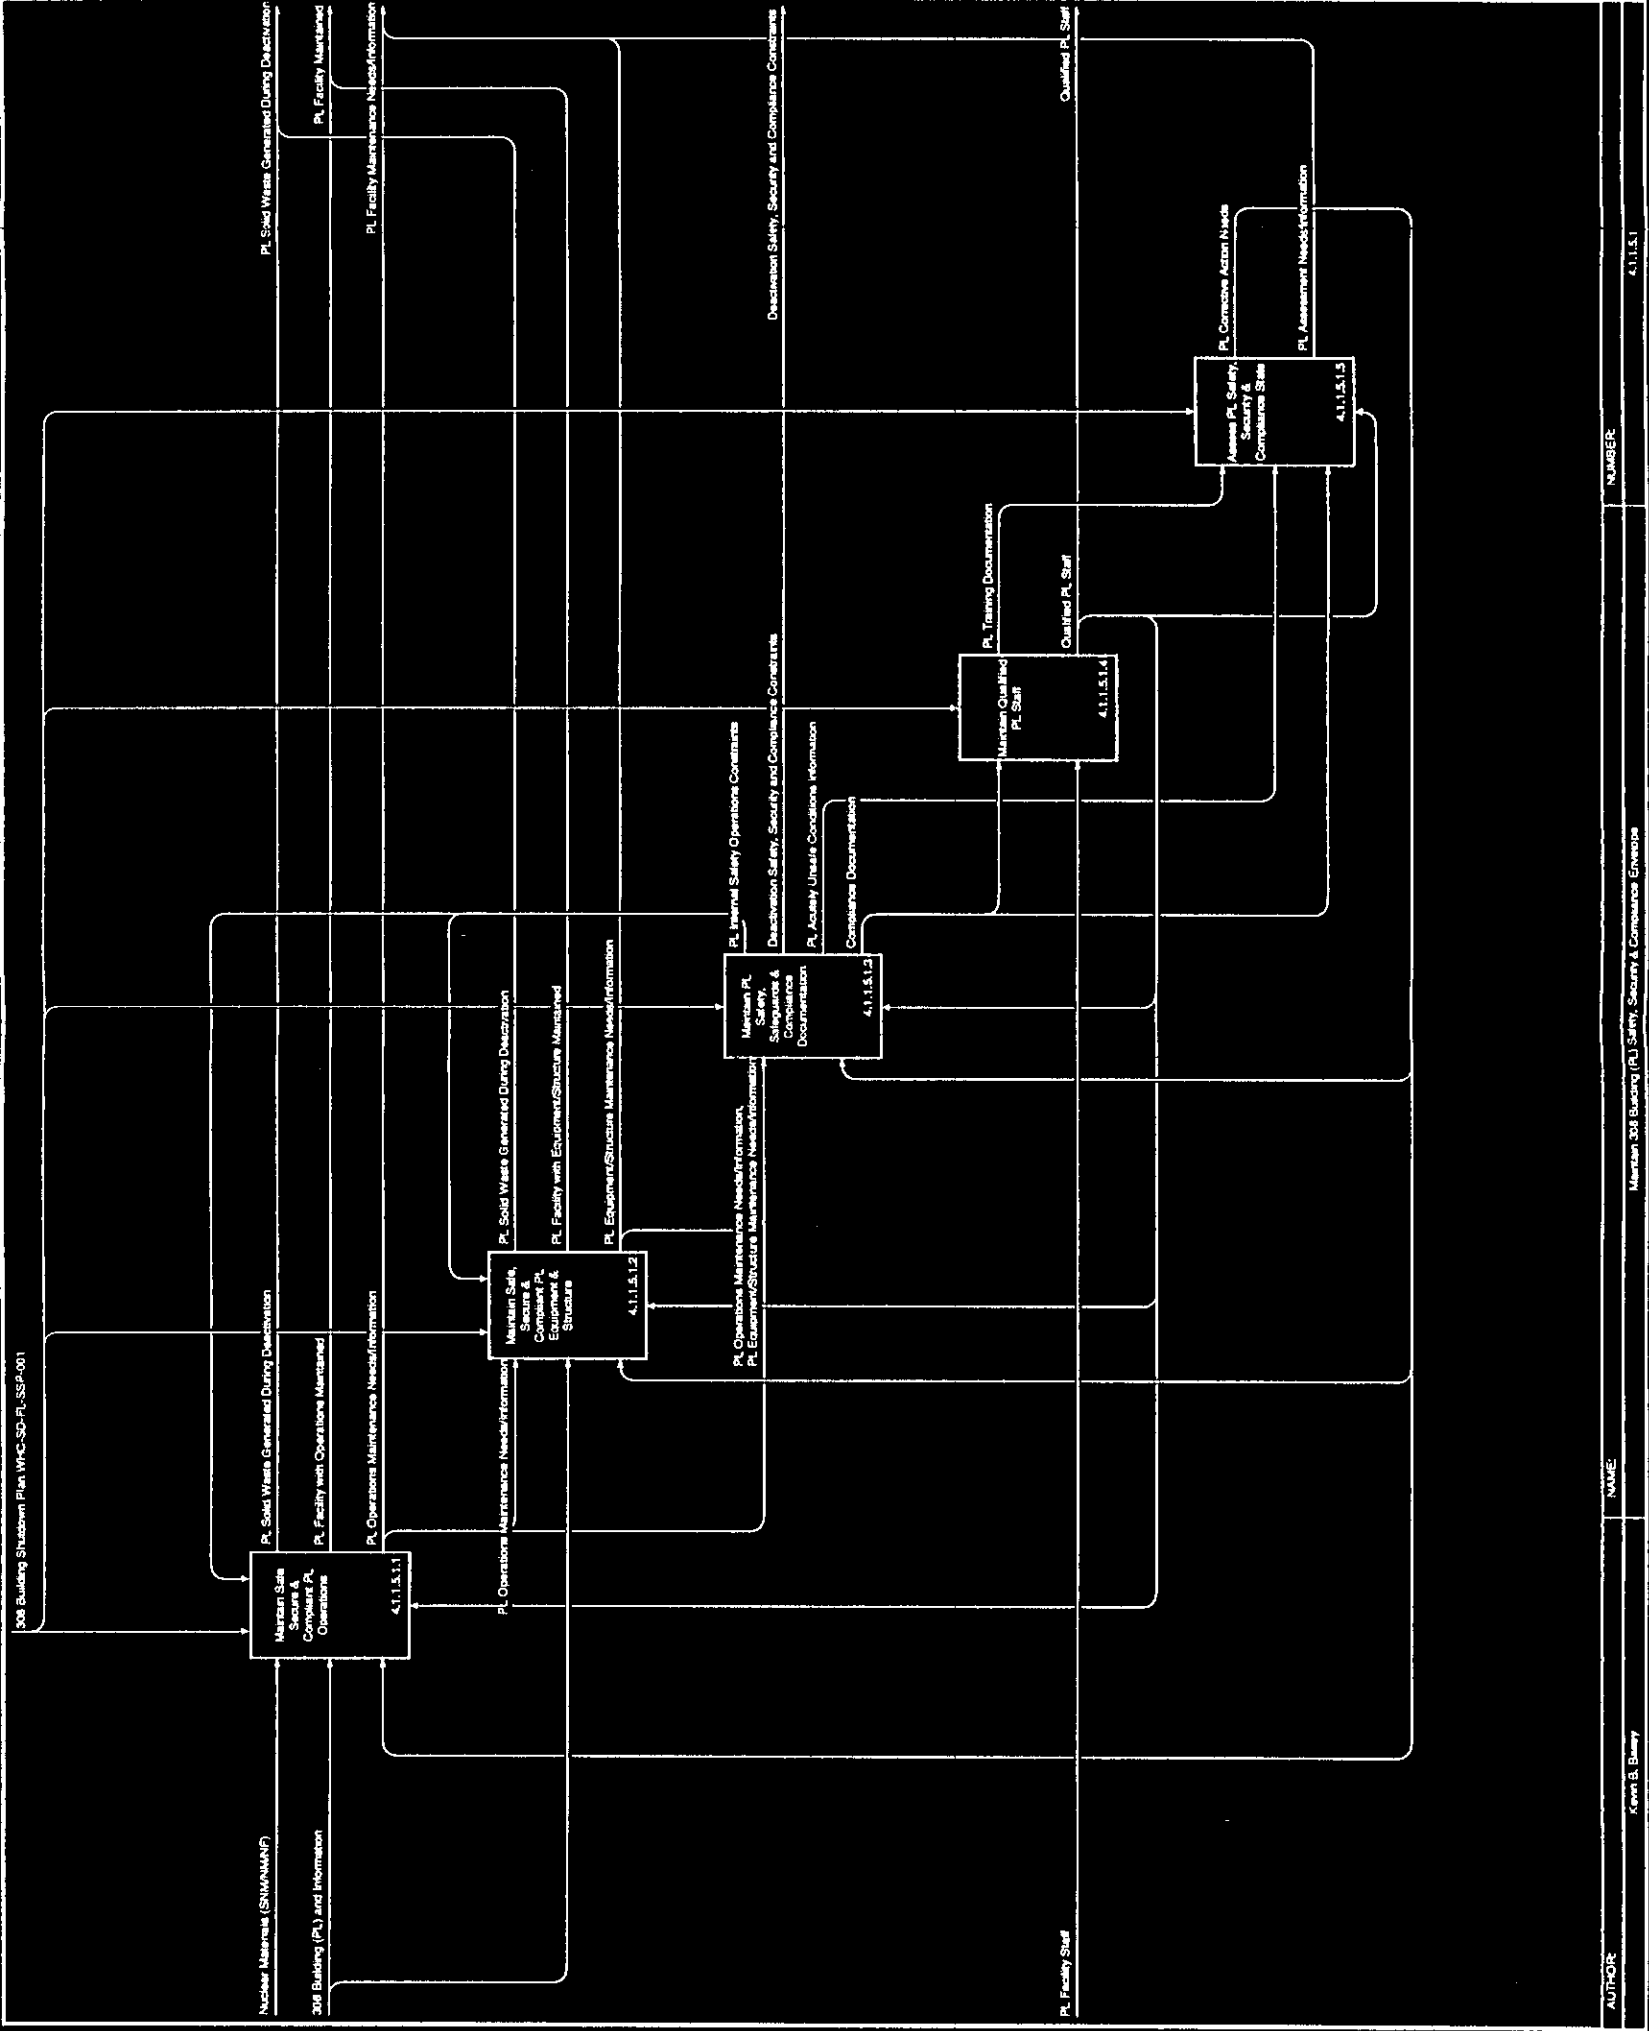 308 Building Shutdown Plan WHC-SD-FL-SSP-001
Nuclear Materials (SNM/NM/NF)
308 Building (PL) and Information
PL Facility Staff
Maintain Safe
Secure &
Compliant PL
Operations
4.1.1.5.1.1
PL Solid Waste Generated During Deactivation
PL Facility with Operations Maintained
PL Operations Maintenance Needs/Information
PL Operations Maintenance Needs/Information
Maintain Safe,
Secure &
Compliant PL
Equipment &
Structure
4.1.1.5.1.2
PL Solid Waste Generated During Deactivation
PL Facility with Equipment/Structure Maintained
PL Equipment/Structure Maintenance Needs/Information
PL Operations Maintenance Needs/Information,
PL Equipment/Structure Maintenance Needs/Information
Maintain PL
Safety,
Safeguards &
Compliance
Documentation
4.1.1.5.1.3
PL Internal Safety Operations Constraints
Deactivation Safety, Security and Compliance Constraints
PL Acutely Unsafe Conditions Information
Compliance Documentation
Maintain Qualified
PL Staff
4.1.1.5.1.4
PL Training Documentation
Qualified PL Staff
Assess PL Safety,
Security &
Compliance State
4.1.1.5.1.5
PL Corrective Action Needs
PL Assessment Needs/Information
PL Solid Waste Generated During Deactivation
PL Facility Maintained
PL Facility Maintenance Needs/Information
Deactivation Safety, Security and Compliance Constraints
Qualified PL Staff
AUTHOR:
NAME:
NUMBER:
Kevin B.
Maintain 308 Building (PL) Safety, Security & Compliance Envelope
4.1.1.5.1